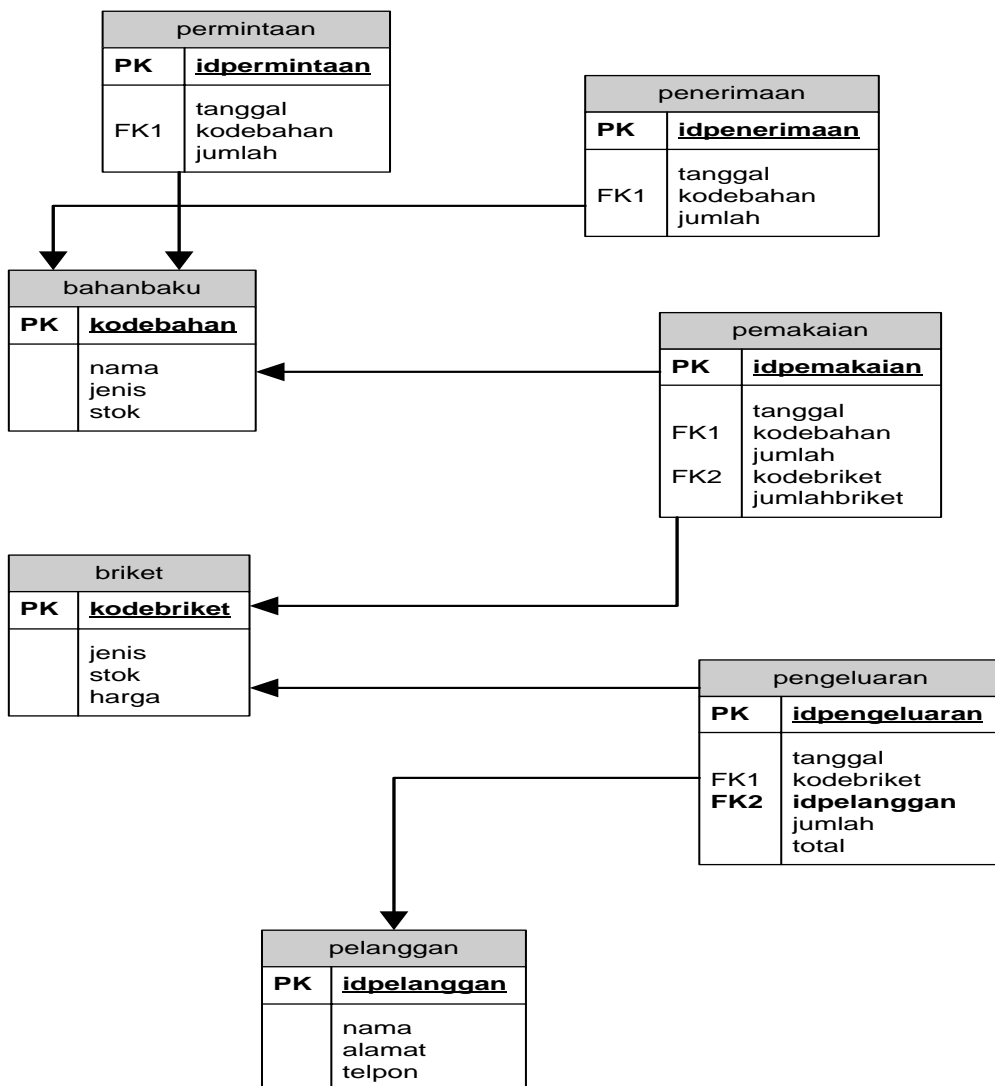 permintaan
PK idpermintaan
tanggal
FK1 kodebahan
jumlah
penerimaan
PK idpenerimaan
tanggal
FK1 kodebahan
jumlah
bahanbaku
PK kodebahan
nama
jenis
stok
pemakaian
PK idpemakaian
tanggal
FK1 kodebahan
jumlah
FK2 kodebriket
jumlahbriket
briket
PK kodebriket
jenis
stok
harga
pengeluaran
PK idpengeluaran
tanggal
FK1 kodebriket
FK2 idpelanggan
jumlah
total
pelanggan
PK idpelanggan
nama
alamat
telpon